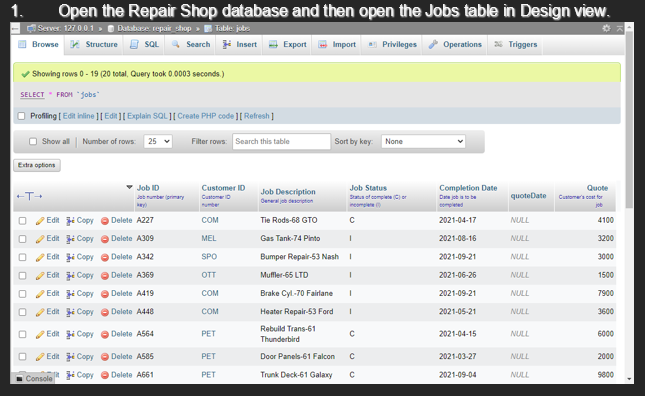 1. Open the Repair Shop database and then open the Jobs table in Design view.
Server: 127.0.0.1 » Database: repair_shop » Table: jobs
Browse Structure SQL Search Insert Export Import Privileges Operations Triggers
Showing rows 0 - 19 (20 total, Query took 0.0003 seconds.)
SELECT * FROM `jobs`
Profiling [ Edit inline ] [ Edit ] [ Explain SQL ] [ Create PHP code ] [ Refresh ]
Show all Number of rows: 25 Filter rows: Search this table Sort by key: None
Extra options
Job ID Customer ID Job Description Job Status Completion Date quoteDate Quote
Job number (primary key) Customer ID number General job description Status of complete (C) or incomplete (I) Date job is to be completed Customer's cost for job
Edit Copy Delete A227 COM Tie Rods-68 GTO C 2021-04-17 NULL 4100
Edit Copy Delete A309 MEL Gas Tank-74 Pinto I 2021-08-16 NULL 3200
Edit Copy Delete A342 SPO Bumper Repair-53 Nash I 2021-09-21 NULL 3000
Edit Copy Delete A369 OTT Muffler-65 LTD I 2021-06-26 NULL 1500
Edit Copy Delete A419 COM Brake Cyl.-70 Fairlane I 2021-09-21 NULL 7900
Edit Copy Delete A448 COM Heater Repair-53 Ford I 2021-05-21 NULL 3600
Edit Copy Delete A564 PET Rebuild Trans-61 Thunderbird C 2021-04-15 NULL 6000
Edit Copy Delete A585 PET Door Panels-61 Falcon C 2021-03-27 NULL 2000
Edit Copy Delete A661 PET Trunk Deck-61 Galaxy C 2021-09-04 NULL 9800
Console